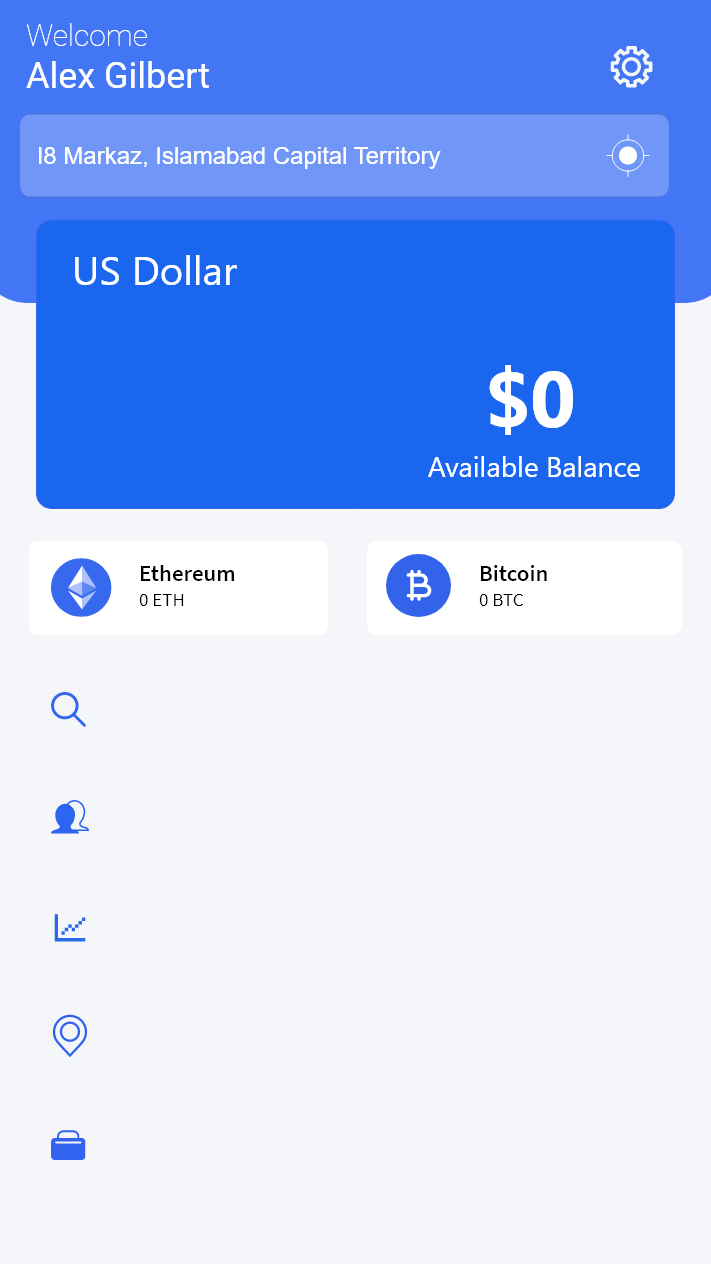 Welcome
Alex Gilbert
I8 Markaz, Islamabad Capital Territory
US Dollar
$0
Available Balance
Ethereum
0 ETH
Bitcoin
0 BTC